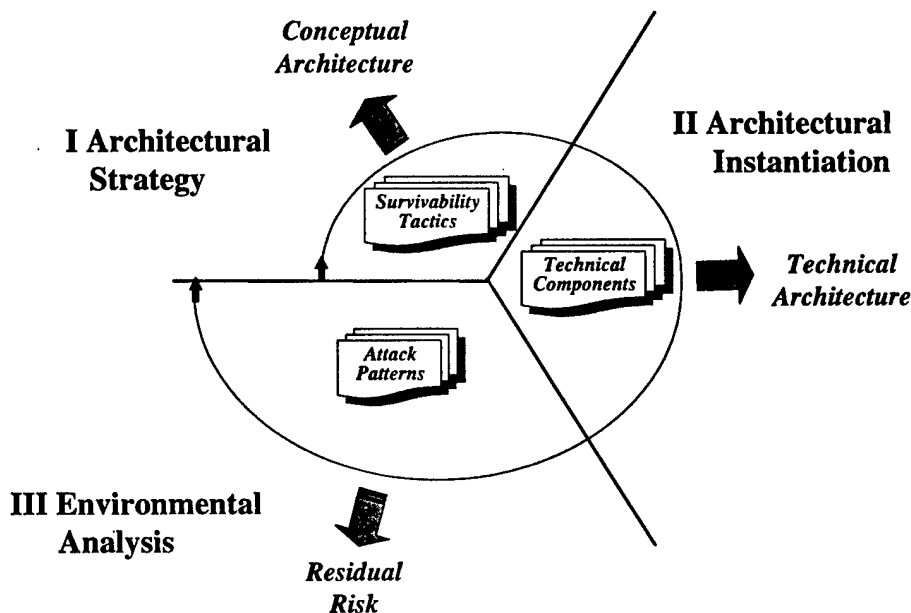 Conceptual
Architecture
I Architectural
Strategy
II Architectural
Instantiation
Survivability
Tactics
Technical
Components
Technical
Architecture
Attack
Patterns
III Environmental
Analysis
Residual
Risk